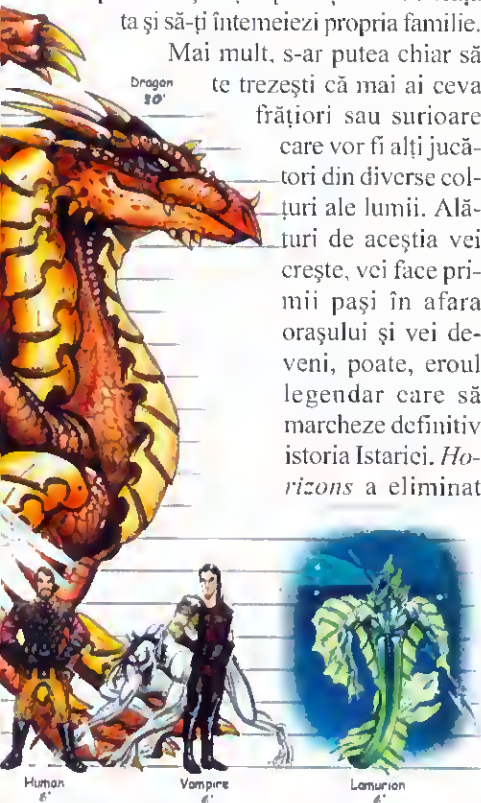 ta și să-ți întemeiezi propria familie.
Mai mult, s-ar putea chiar să
te trezești că mai ai ceva
frățiori sau surioare
care vor fi alți jucă-
tori din diverse col-
țuri ale lumii. Ală-
turi de aceștia vei
crește, vei face pri-
mii pași în afara
orașului și vei de-
veni, poate, eroul
legendar care să
marcheze definitiv
istoria Istariei. Ho-
rizons a eliminat
Dragon
20'
Human
6'
Vampire
6'
Lamurion
6'